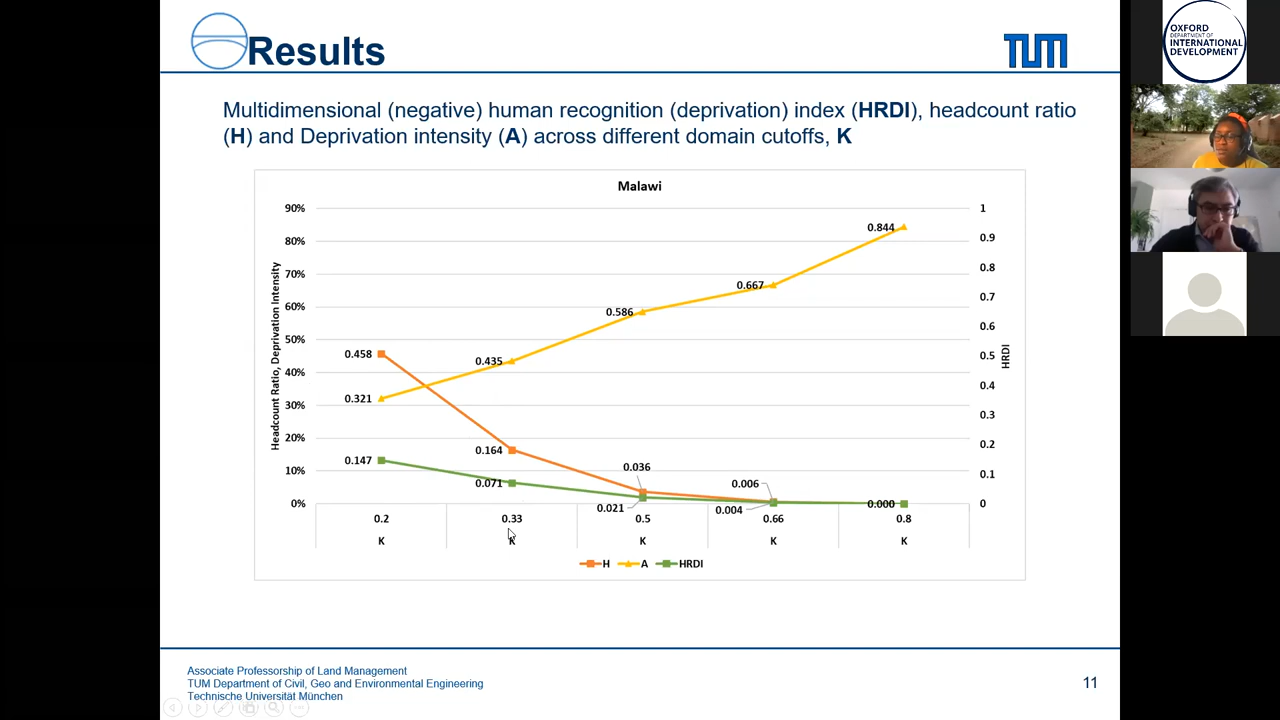 Results
TUM
Multidimensional (negative) human recognition (deprivation) index (HRDI), headcount ratio
(H) and Deprivation intensity (A) across different domain cutoffs, K
Malawi
90%
80%
70%
60%
50%
40%
30%
20%
10%
0%
Headcount Ratio, Deprivation Intensity
0.458
0.321
0.147
0.435
0.164
0.071
0.586
0.036
0.021
0.667
0.006
0.004
0.844
0.000
1
0.9
0.8
0.7
0.6
0.5
0.4
0.3
0.2
0.1
0
HRDI
0.2 0.33 0.5 0.66 0.8
K K K K K
H A HRDI
Associate Professorship of Land Management
TUM Department of Civil, Geo and Environmental Engineering
Technische Universität München
11
OXFORD
DEPARTMENT OF
INTERNATIONAL
DEVELOPMENT